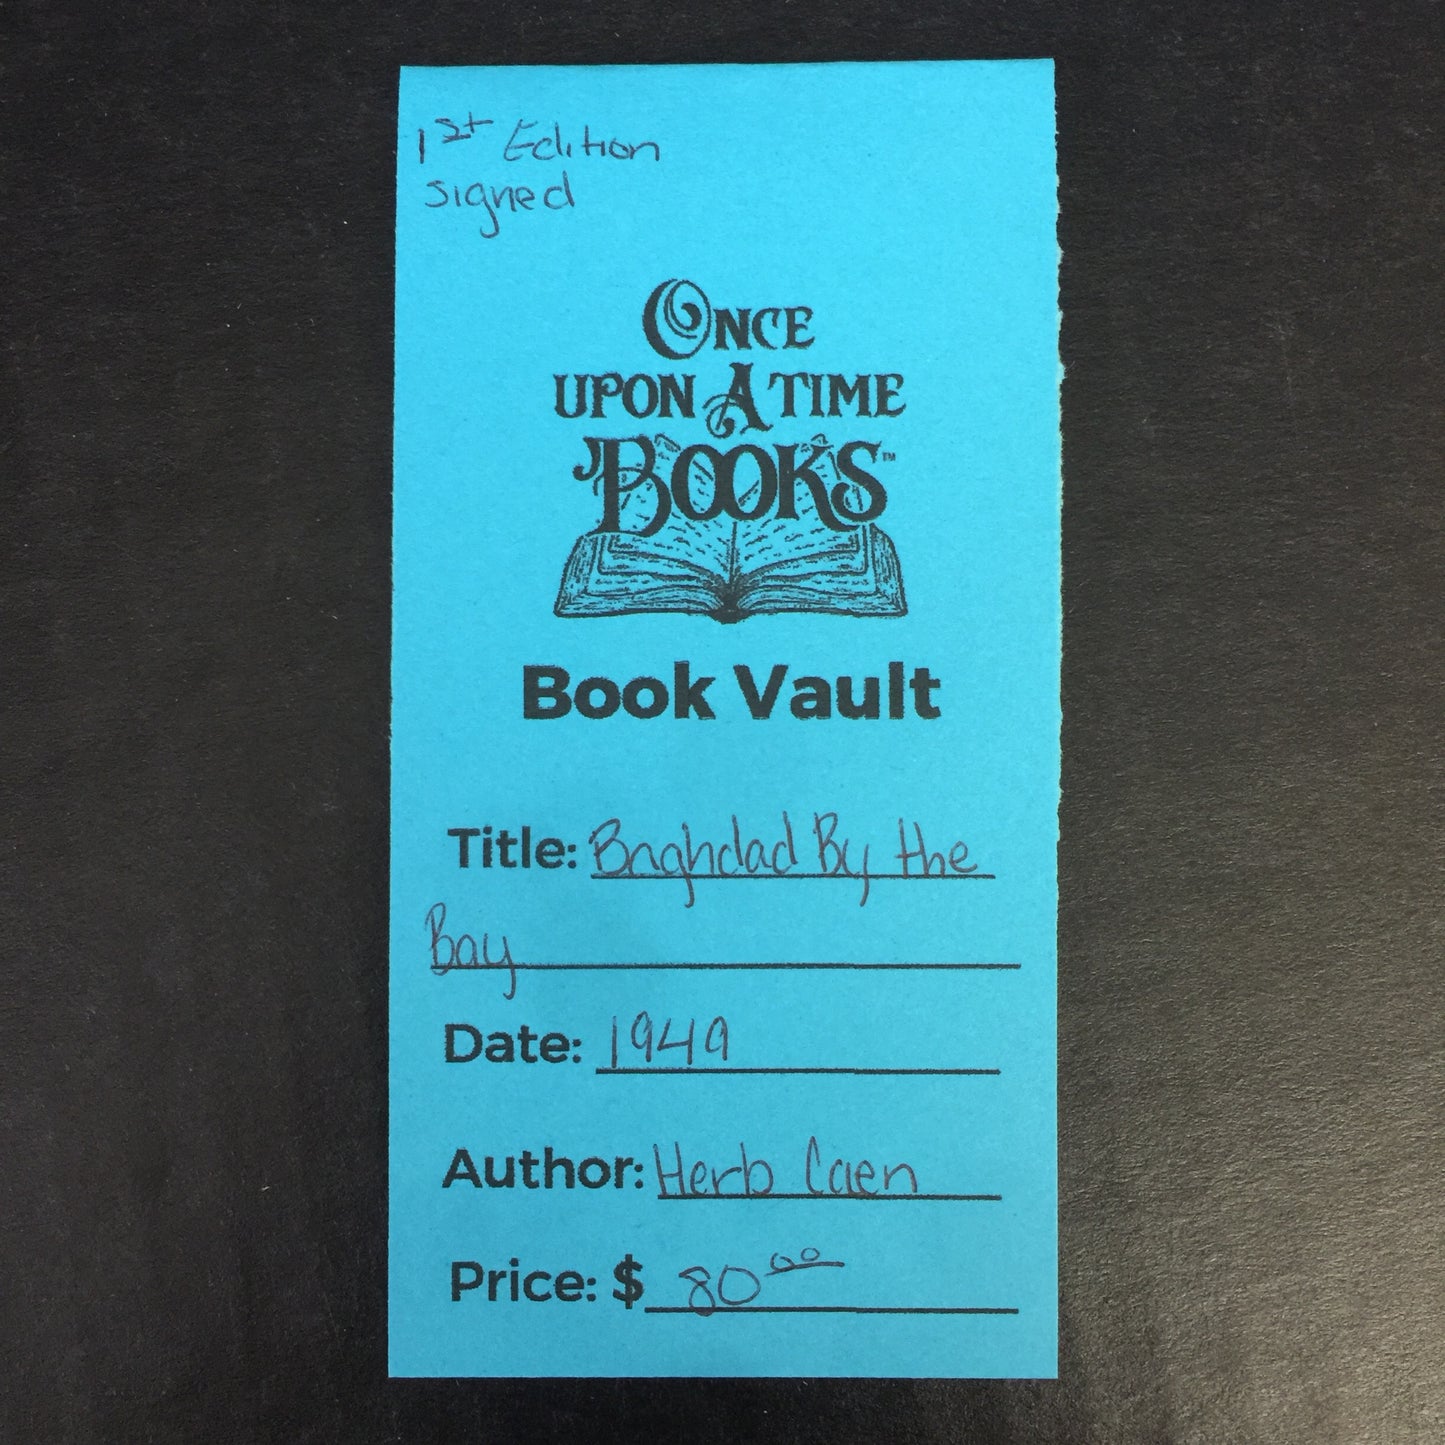 1st Edition
signed
ONCE
UPON A TIME
BOOKS™
Book Vault
Title: Baghdad By the
Bay
Date: 1949
Author: Herb Caen
Price: $ 80 00